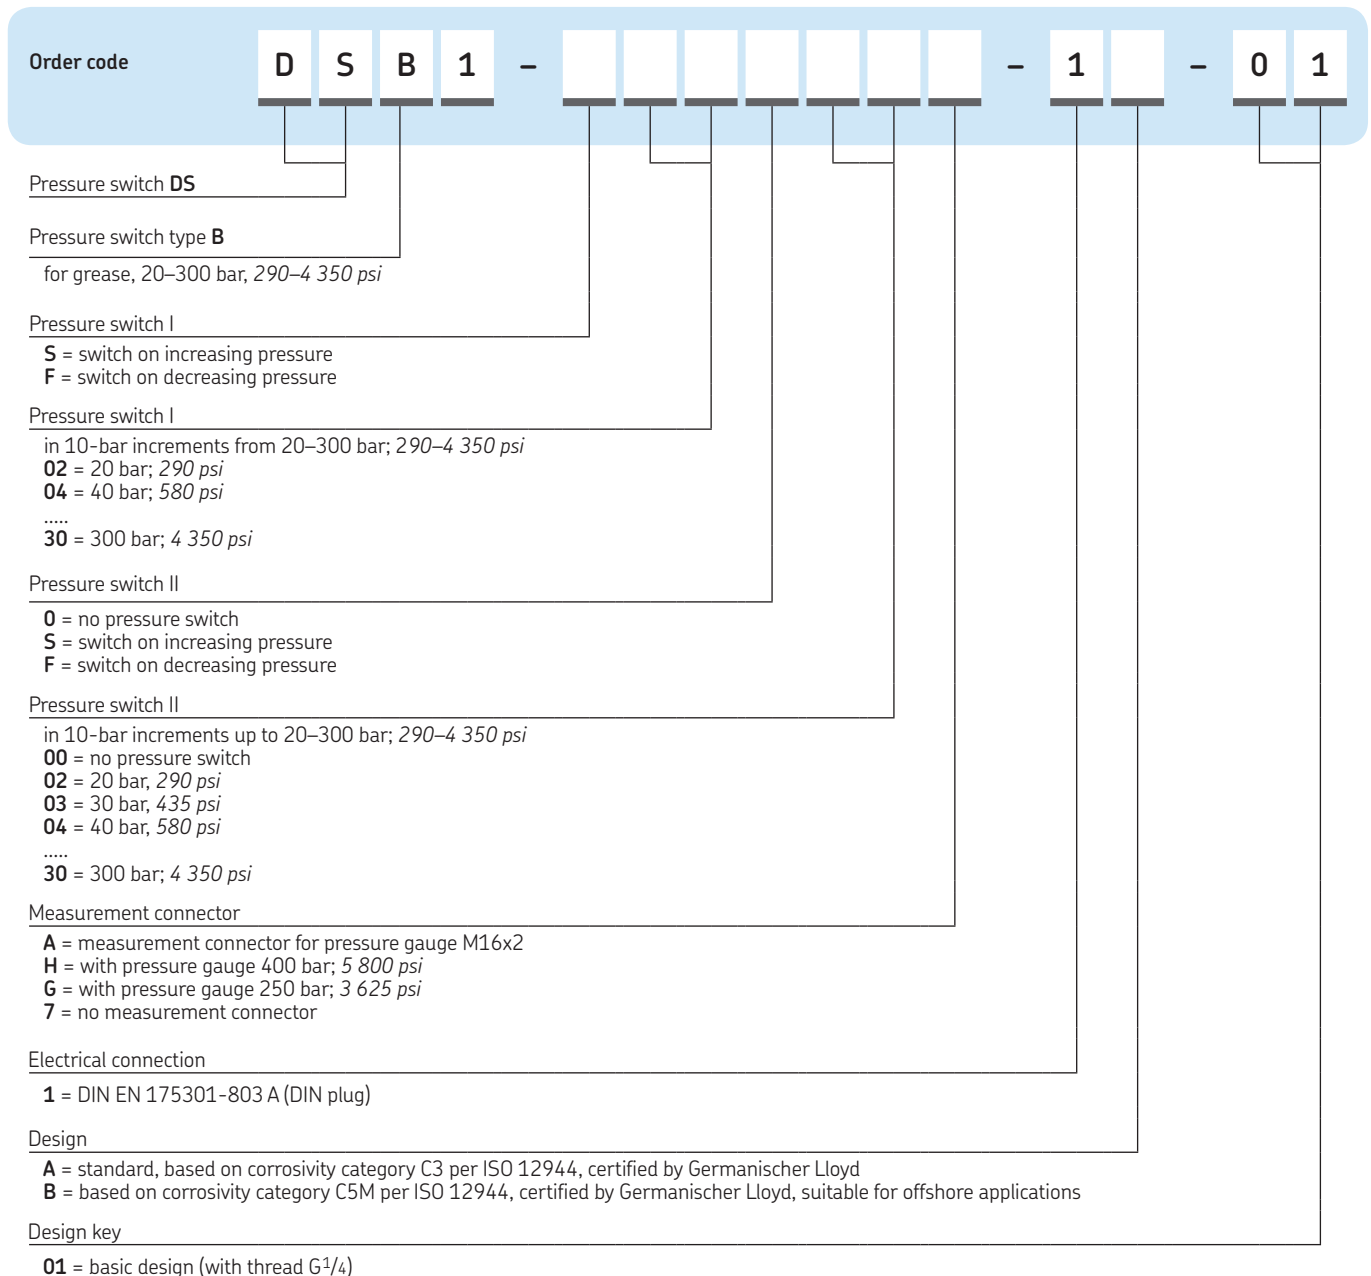 Order code D S B 1 – – 1 – 0 1
Pressure switch DS
Pressure switch type B
for grease, 20–300 bar, 290–4 350 psi
Pressure switch I
S = switch on increasing pressure
F = switch on decreasing pressure
Pressure switch I
in 10-bar increments from 20–300 bar; 290–4 350 psi
02 = 20 bar; 290 psi
04 = 40 bar; 580 psi
.....
30 = 300 bar; 4 350 psi
Pressure switch II
0 = no pressure switch
S = switch on increasing pressure
F = switch on decreasing pressure
Pressure switch II
in 10-bar increments up to 20–300 bar; 290–4 350 psi
00 = no pressure switch
02 = 20 bar, 290 psi
03 = 30 bar, 435 psi
04 = 40 bar, 580 psi
.....
30 = 300 bar; 4 350 psi
Measurement connector
A = measurement connector for pressure gauge M16x2
H = with pressure gauge 400 bar; 5 800 psi
G = with pressure gauge 250 bar; 3 625 psi
7 = no measurement connector
Electrical connection
1 = DIN EN 175301-803 A (DIN plug)
Design
A = standard, based on corrosivity category C3 per ISO 12944, certified by Germanischer Lloyd
B = based on corrosivity category C5M per ISO 12944, certified by Germanischer Lloyd, suitable for offshore applications
Design key
01 = basic design (with thread G1/4)